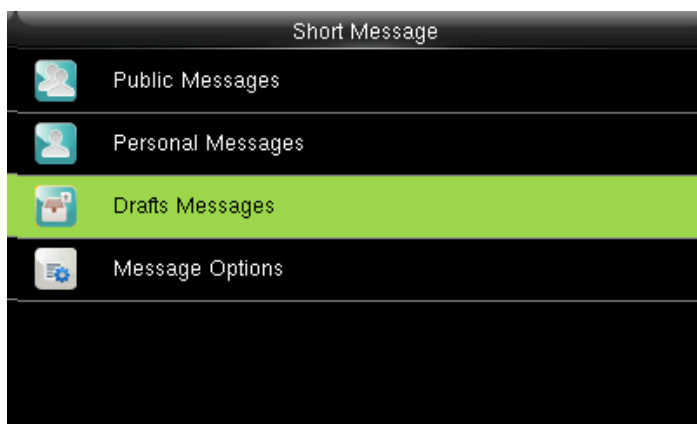 Short Message
Public Messages
Personal Messages
Drafts Messages
Message Options